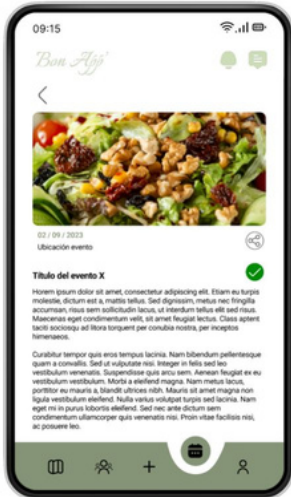 09:15
Bon App'
02 / 09 / 2023
Ubicación evento
Título del evento X
Horem ipsum dolor sit amet, consectetur adipiscing elit. Etiam eu turpis
molestie, dictum est a, mattis tellus. Sed dignissim, metus nec fringilla
accumsan, risus sem sollicitudin lacus, ut interdum tellus elit sed risus.
Maecenas eget condimentum velit, sit amet feugiat lectus. Class aptent
taciti sociosqu ad litora torquent per conubia nostra, per inceptos
himenaeos.
Curabitur tempor quis eros tempus lacinia. Nam bibendum pellentesque
quam a convallis. Sed ut vulputate nisi. Integer in felis sed leo
vestibulum venenatis. Suspendisse quis arcu sem. Aenean feugiat ex eu
vestibulum vestibulum. Morbi a eleifend magna. Nam metus lacus,
porttitor eu mauris a, blandit ultrices nibh. Mauris sit amet magna non
ligula vestibulum eleifend. Nulla varius volutpat turpis sed lacinia. Nam
eget mi in purus lobortis eleifend. Sed nec ante dictum sem
condimentum ullamcorper quis venenatis nisi. Proin vitae facilisis nisi,
ac posuere leo.